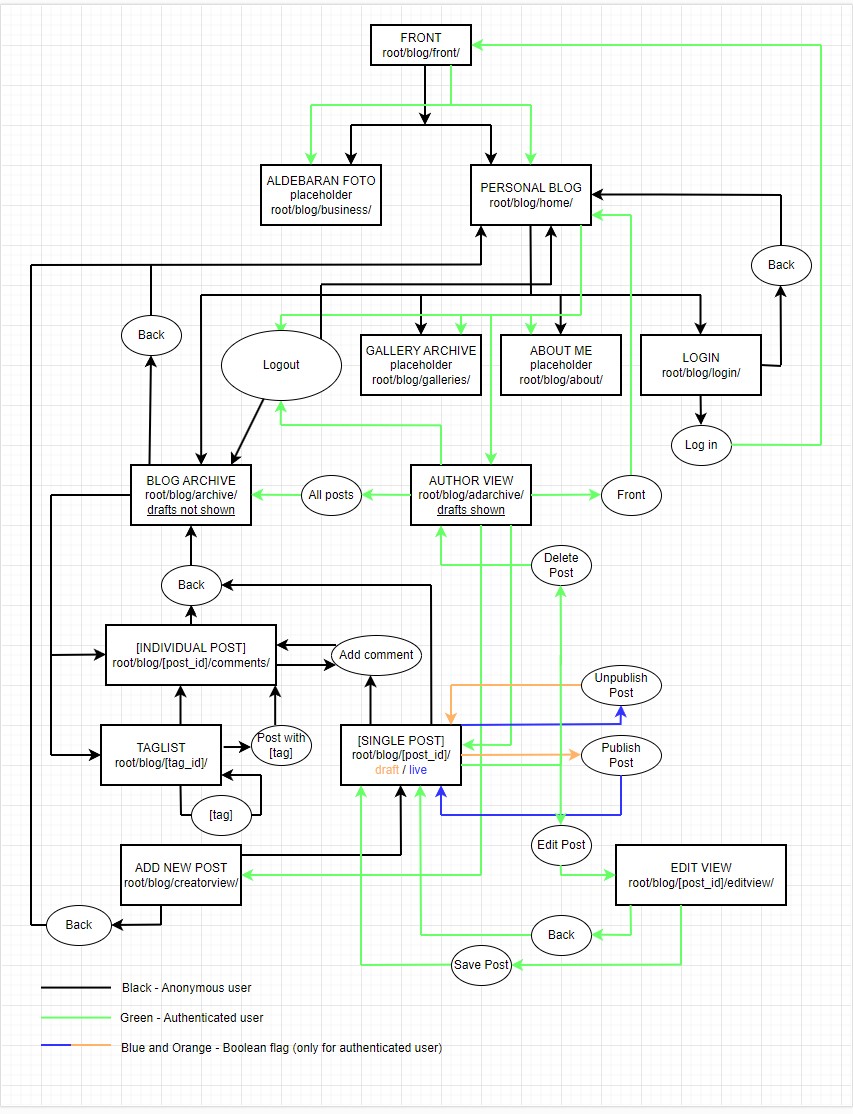 FRONT
root/blog/front/
ALDEBARAN FOTO
placeholder
root/blog/business/
PERSONAL BLOG
root/blog/home/
Back
Back
Logout
GALLERY ARCHIVE
placeholder
root/blog/galleries/
ABOUT ME
placeholder
root/blog/about/
LOGIN
root/blog/login/
Log in
BLOG ARCHIVE
root/blog/archive/
drafts not shown
All posts
AUTHOR VIEW
root/blog/adarchive/
drafts shown
Front
Delete
Post
Back
[INDIVIDUAL POST]
root/blog/[post_id]/comments/
Add comment
Unpublish
Post
TAGLIST
root/blog/[tag_id]/
Post with
[tag]
[SINGLE POST]
root/blog/[post_id]/
draft / live
Publish
Post
[tag]
Edit Post
ADD NEW POST
root/blog/creatorview/
EDIT VIEW
root/blog/[post_id]/editview/
Back
Back
Save Post
Black - Anonymous user
Green - Authenticated user
Blue and Orange - Boolean flag (only for authenticated user)